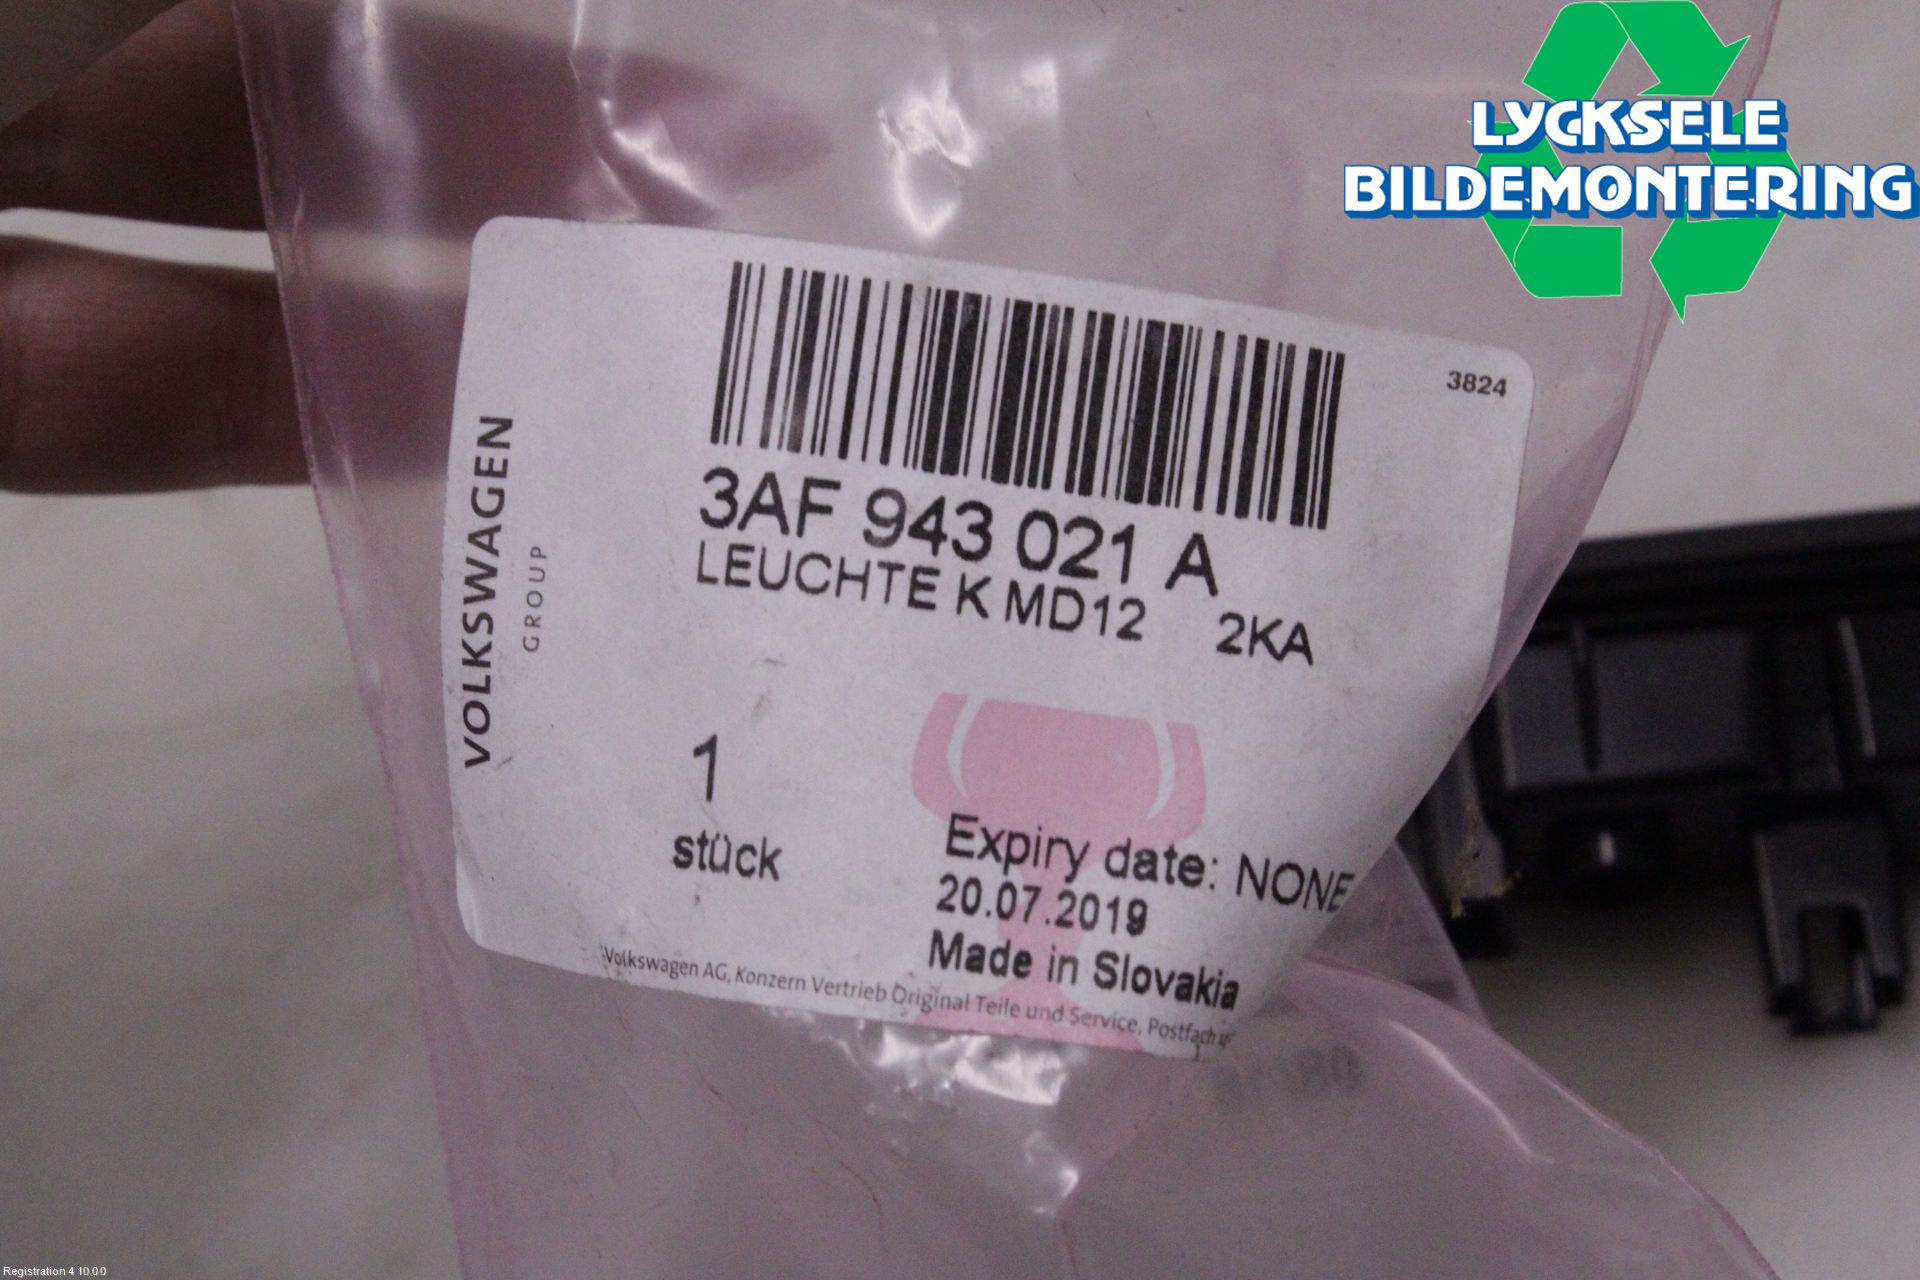 LYCKSELE
BILDEMONTERING
3824
VOLKSWAGEN
GROUP
3AF 943 021 A
LEUCHTE K MD12 2KA
1
stück
Expiry date: NONE
20.07.2019
Made in Slovakia
Volkswagen AG, Konzern Vertrieb Original Teile und Service, Postfach
Registration 4.10.0.0